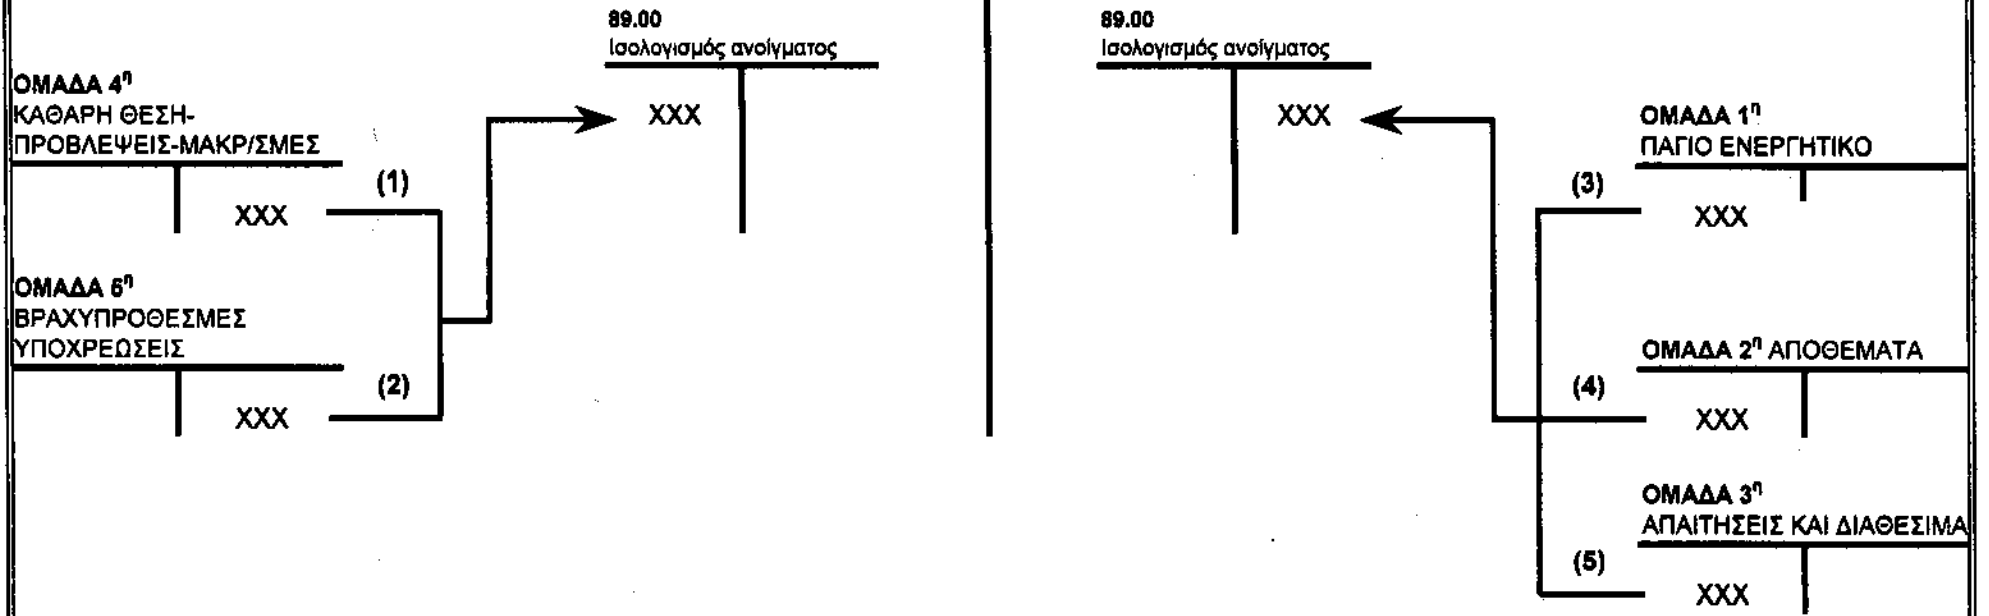 89.00
Ισολογισμός ανοίγματος
ΟΜΑΔΑ 4η
ΚΑΘΑΡΗ ΘΕΣΗ-
ΠΡΟΒΛΕΨΕΙΣ-ΜΑΚΡ/ΣΜΕΣ
XXX
(1)
XXX
ΟΜΑΔΑ 5η
ΒΡΑΧΥΠΡΟΘΕΣΜΕΣ
ΥΠΟΧΡΕΩΣΕΙΣ
(2)
XXX
89.00
Ισολογισμός ανοίγματος
XXX
ΟΜΑΔΑ 1η
ΠΑΓΙΟ ΕΝΕΡΓΗΤΙΚΟ
(3)
XXX
ΟΜΑΔΑ 2η ΑΠΟΘΕΜΑΤΑ
(4)
XXX
ΟΜΑΔΑ 3η
ΑΠΑΙΤΗΣΕΙΣ ΚΑΙ ΔΙΑΘΕΣΙΜΑ
(5)
XXX